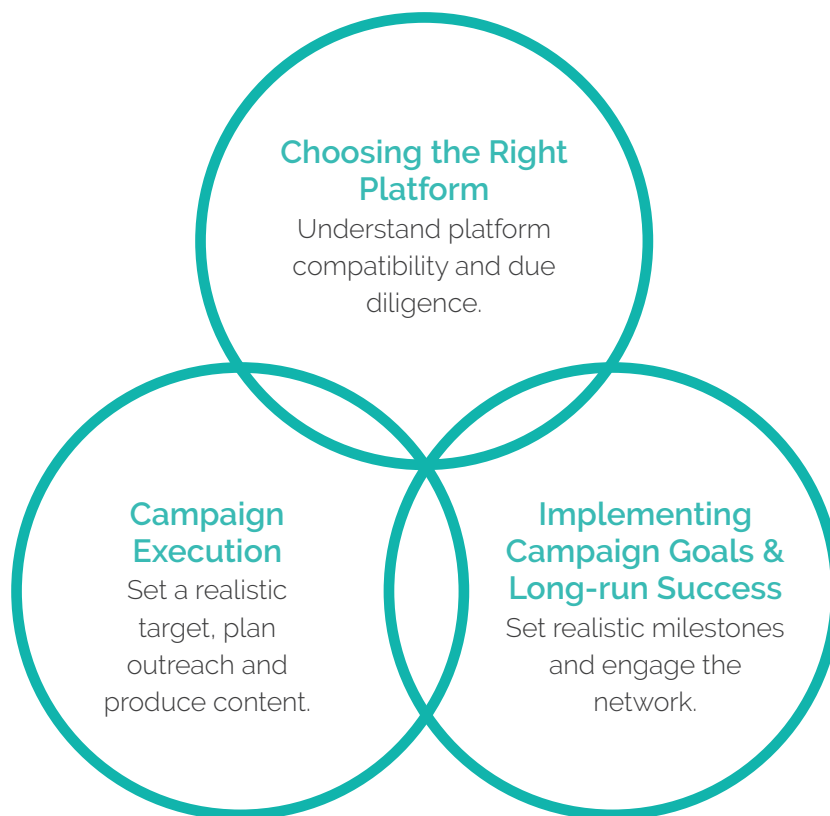 Choosing the Right
Platform
Understand platform
compatibility and due
diligence.
Campaign
Execution
Set a realistic
target, plan
outreach and
produce content.
Implementing
Campaign Goals &
Long-run Success
Set realistic milestones
and engage the
network.